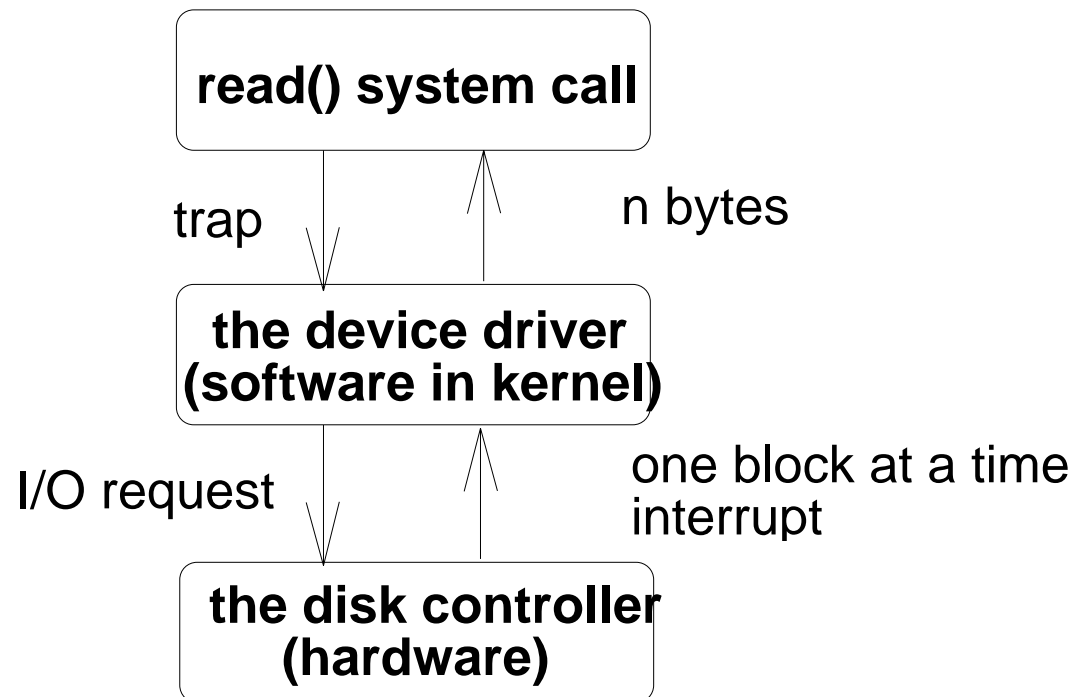 read() system call
trap
n bytes
the device driver
(software in kernel)
I/O request
one block at a time
interrupt
the disk controller
(hardware)